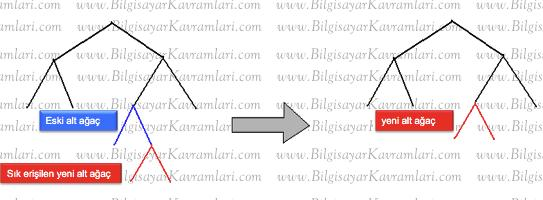 www.BilgisayarKavramlari.com
Eski alt ağaç
yeni alt ağaç
Sık erişilen yeni alt ağaç